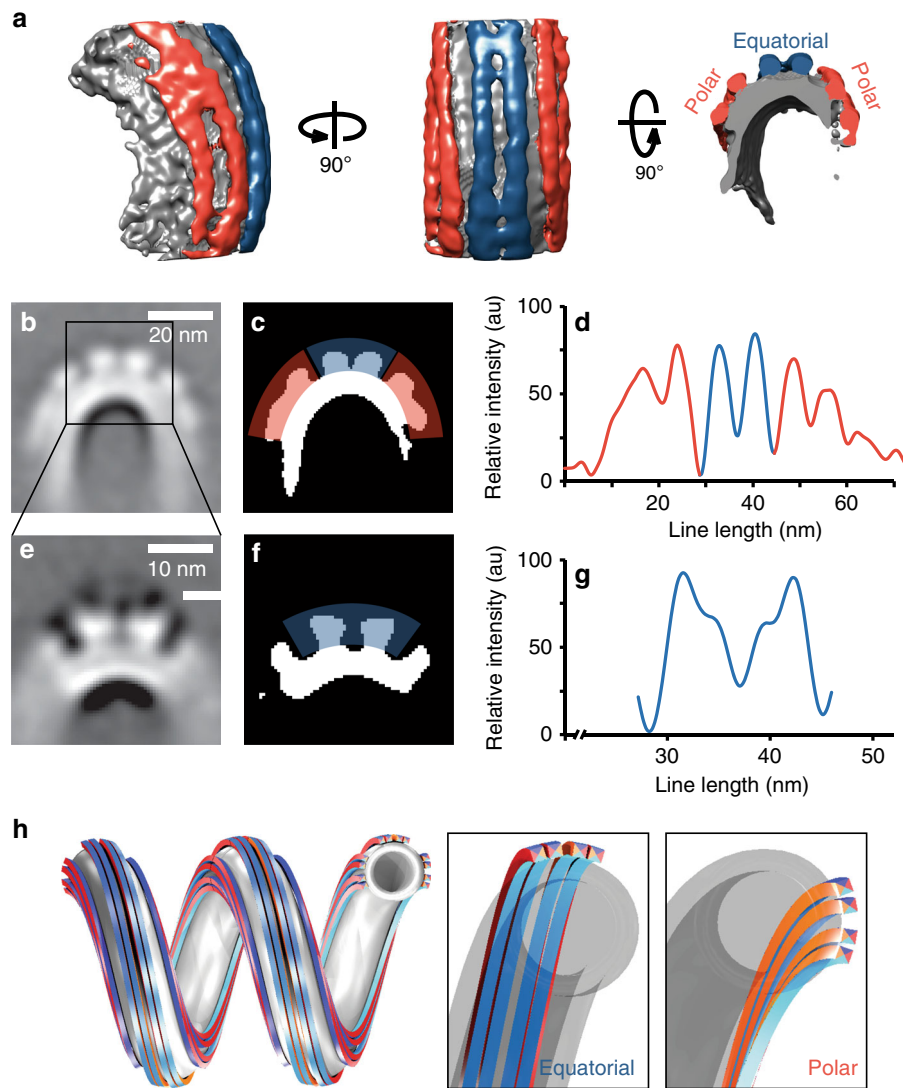 a
Equatorial
Polar
Polar
90°
90°
b
20 nm
c
d
100
50
0
Relative intensity (au)
20
40
60
Line length (nm)
e
10 nm
f
g
100
50
0
Relative intensity (au)
30
40
50
Line length (nm)
h
Equatorial
Polar